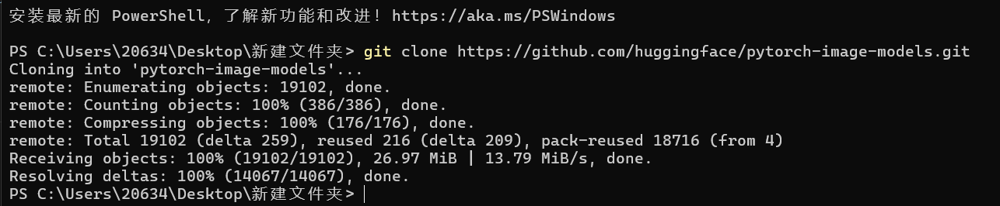 安装最新的 PowerShell，了解新功能和改进！https://aka.ms/PSWindows
PS C:\Users\20634\Desktop\新建文件夹> git clone https://github.com/huggingface/pytorch-image-models.git
Cloning into 'pytorch-image-models'...
remote: Enumerating objects: 19102, done.
remote: Counting objects: 100% (386/386), done.
remote: Compressing objects: 100% (176/176), done.
remote: Total 19102 (delta 259), reused 216 (delta 209), pack-reused 18716 (from 4)
Receiving objects: 100% (19102/19102), 26.97 MiB | 13.79 MiB/s, done.
Resolving deltas: 100% (14067/14067), done.
PS C:\Users\20634\Desktop\新建文件夹>